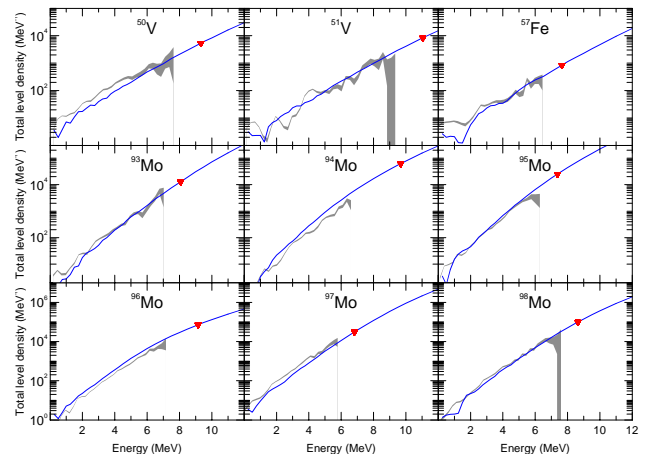 ⁵⁰V ⁵¹V ⁵⁷Fe
Total level density (MeV⁻¹)
10⁴
10²
⁹³Mo ⁹⁴Mo ⁹⁵Mo
Total level density (MeV⁻¹)
10⁴
10²
⁹⁶Mo ⁹⁷Mo ⁹⁸Mo
Total level density (MeV⁻¹)
10⁶
10⁴
10²
10⁰
2 4 6 8 10 2 4 6 8 10 2 4 6 8 10 12
Energy (MeV) Energy (MeV) Energy (MeV)